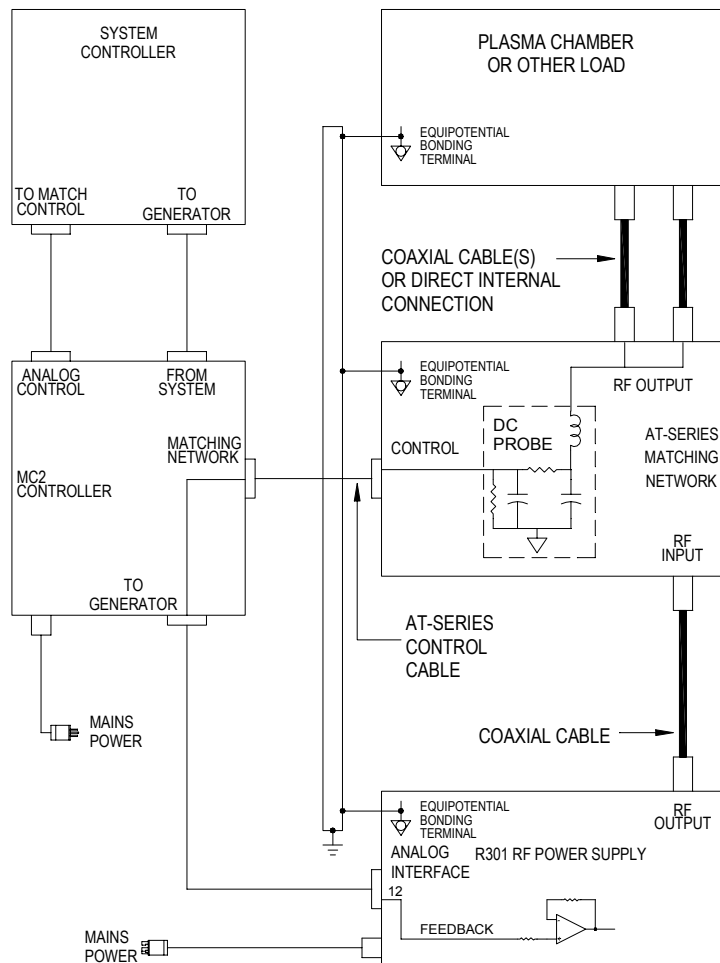 SYSTEM
CONTROLLER
TO MATCH
CONTROL
TO
GENERATOR
PLASMA CHAMBER
OR OTHER LOAD
EQUIPOTENTIAL
BONDING
TERMINAL
COAXIAL CABLE(S)
OR DIRECT INTERNAL
CONNECTION
ANALOG
CONTROL
FROM
SYSTEM
MATCHING
NETWORK
MC2
CONTROLLER
TO
GENERATOR
EQUIPOTENTIAL
BONDING
TERMINAL
RF OUTPUT
DC
PROBE
CONTROL
AT-SERIES
MATCHING
NETWORK
RF
INPUT
AT-SERIES
CONTROL
CABLE
MAINS
POWER
COAXIAL CABLE
EQUIPOTENTIAL
BONDING
TERMINAL
RF
OUTPUT
ANALOG
INTERFACE
R301 RF POWER SUPPLY
12
FEEDBACK
MAINS
POWER